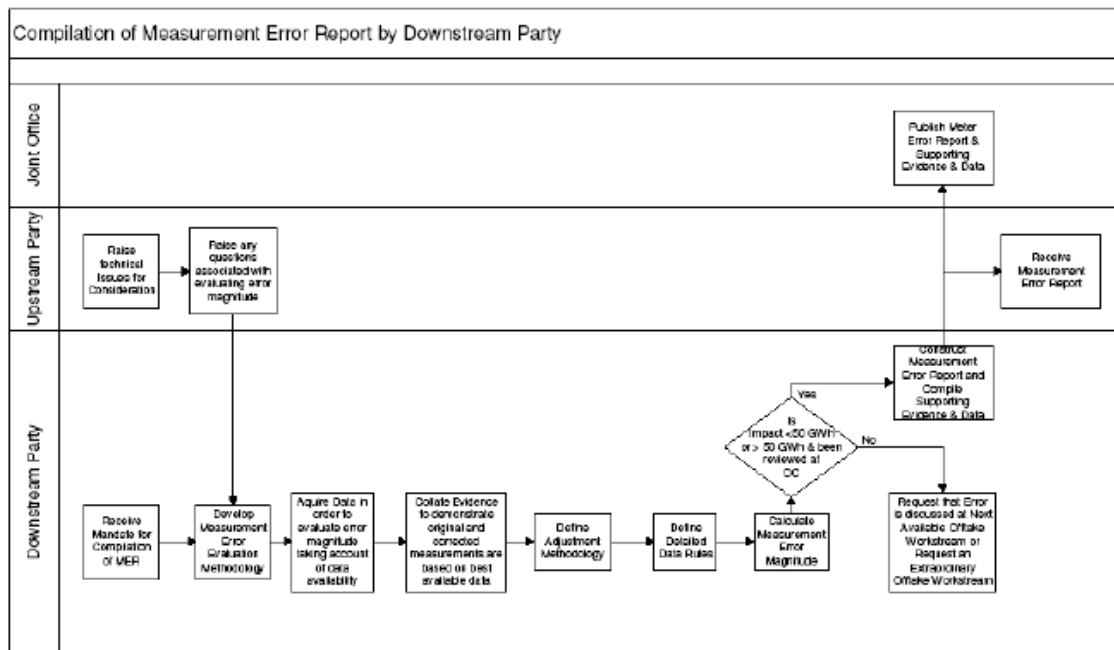 Compilation of Measurement Error Report by Downstream Party
Joint Office
Publish Meter
Error Report &
Supporting
Evidence & Data
Upstream Party
Raise
technical
Issues for
Consideration
Raise any
questions
associated with
evaluating error
magnitude
Receive
Measurement
Error Report
Downstream Party
Receive
Mandate for
Compilation
of MER
Develop
Measurement
Error
Evaluation
Methodology
Aquire Data in
order to
evaluate error
magnitude
taking account
of data
availability
Collate Evidence
to demonstrate
original and
corrected
measurements are
based on best
available data.
Define
Adjustment
Methodology
Define
Detailed
Data Rules
Calculate
Measurement
Error
Magnitude
Is
Impact <50 GWH
or > 50 GWh & been
reviewed at
Yes
No
Construct
Measurement
Error Report and
Compile
Supporting
Evidence & Data
Request that Error
is discussed at Next
Available Offtake
Workstream or
Request an
Extraordinary
Offtake Workstream